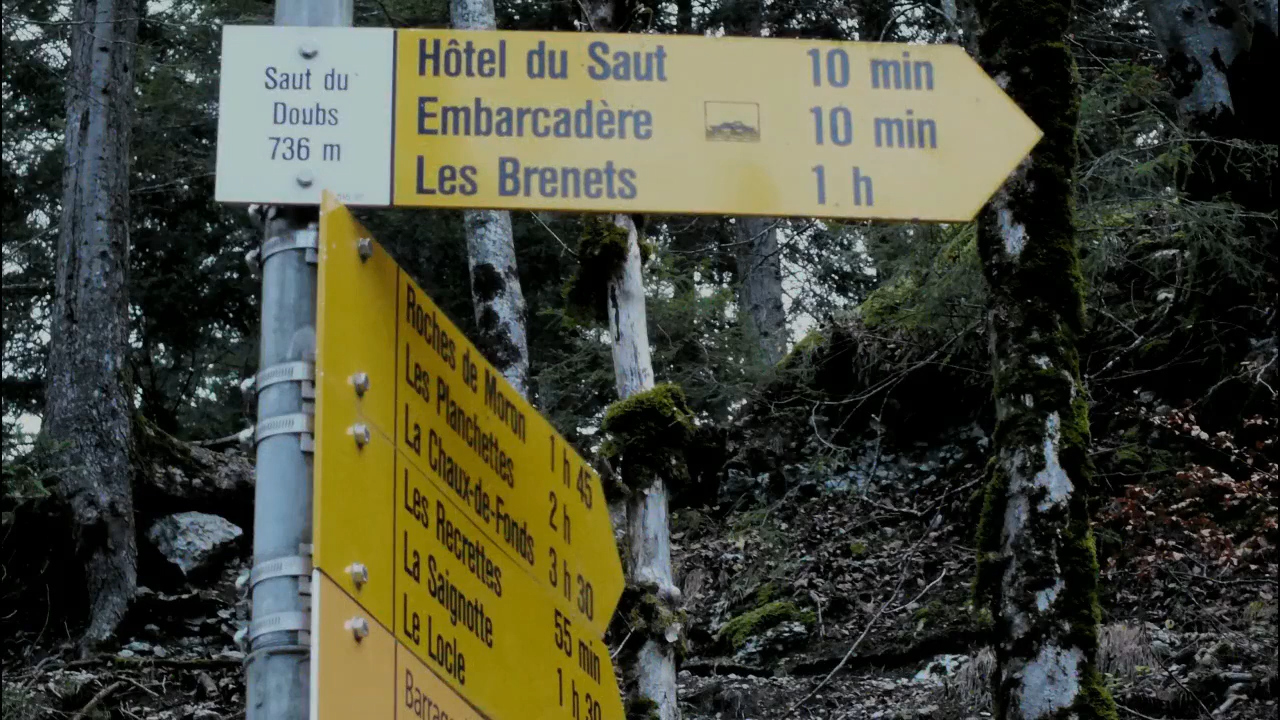 Saut du
Doubs
736 m
Hôtel du Saut 10 min
Embarcadère 10 min
Les Brenets 1 h
Roches de Moron 1 h 45
Les Planchettes 2 h
La Chaux-de-Fonds 3 h 30
Les Recrettes 55 min
La Saignotte 1 h 30
Le Locle